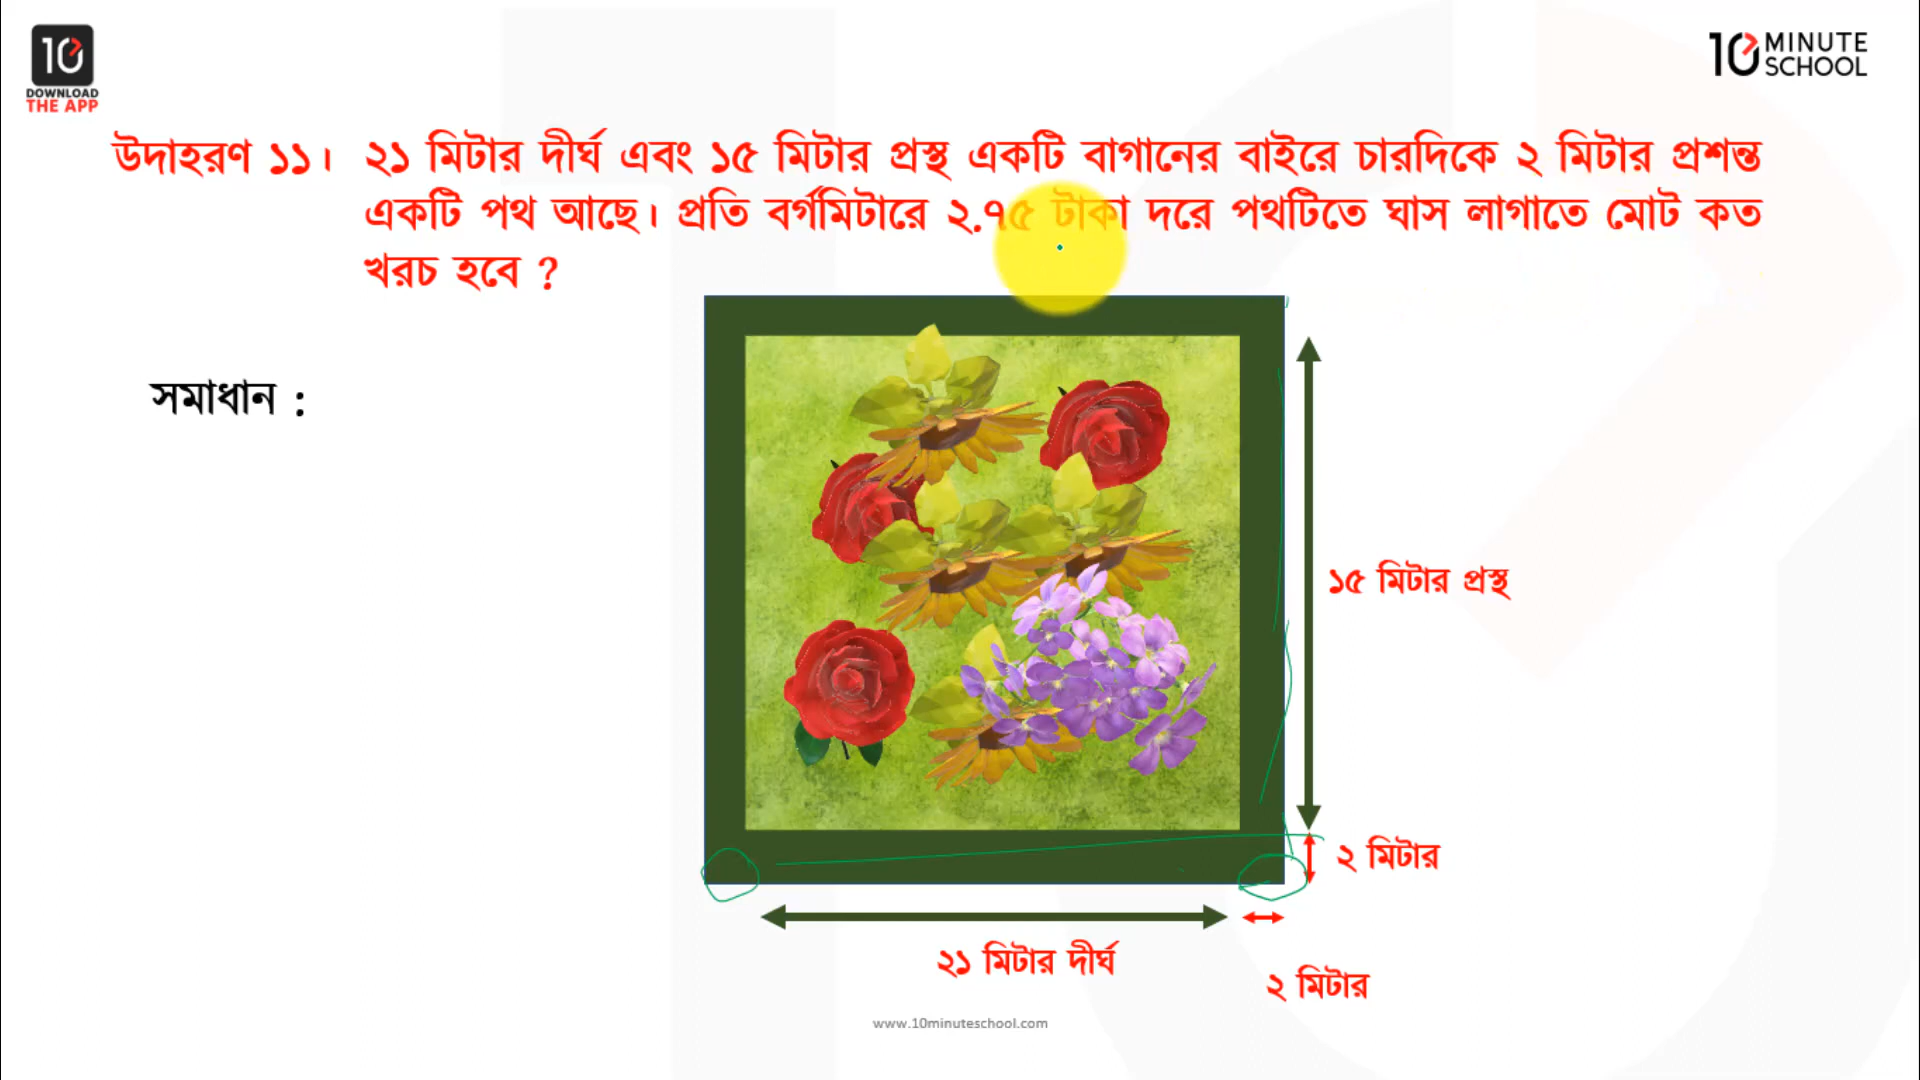 10
DOWNLOAD
THE APP
10 MINUTE
SCHOOL
উদাহরণ ১১। ২১ মিটার দীর্ঘ এবং ১৫ মিটার প্রস্থ একটি বাগানের বাইরে চারদিকে ২ মিটার প্রশস্ত
একটি পথ আছে। প্রতি বর্গমিটারে ২.৭৫ টাকা দরে পথটিতে ঘাস লাগাতে মোট কত
খরচ হবে ?
সমাধান :
১৫ মিটার প্রস্থ
২ মিটার
২১ মিটার দীর্ঘ
২ মিটার
www.10minuteschool.com